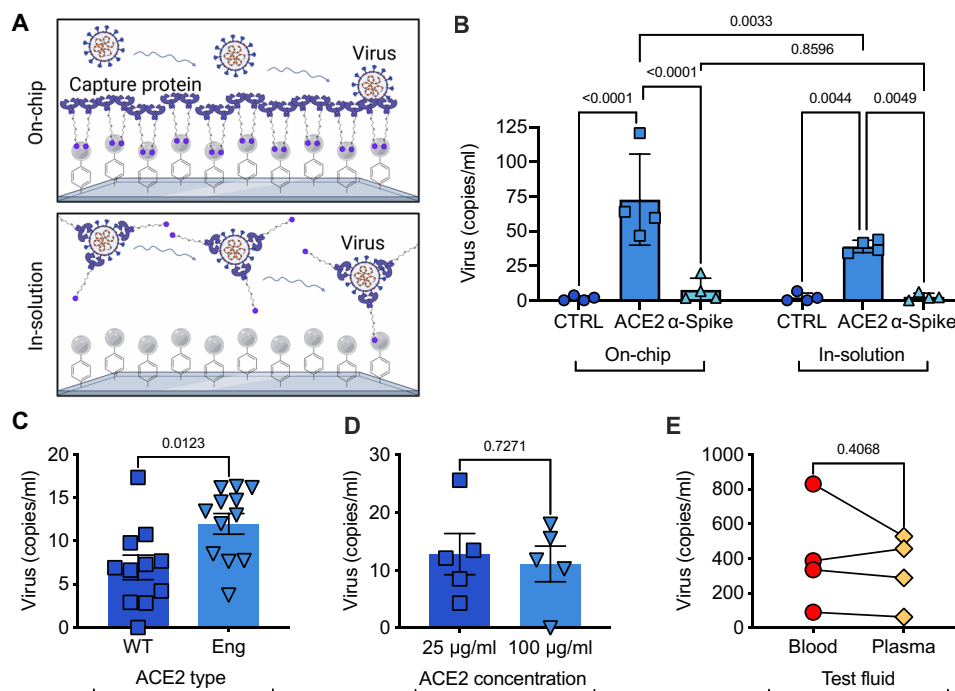 A
On-chip
Virus
Capture protein
In-solution
Virus
B
0.0033
0.8596
<0.0001
<0.0001
0.0044
0.0049
Virus (copies/ml)
125
100
75
50
25
0
CTRL ACE2 α-Spike
CTRL ACE2 α-Spike
On-chip
In-solution
C
0.0123
Virus (copies/ml)
20
15
10
5
0
WT
Eng
ACE2 type
D
0.7271
Virus (copies/ml)
30
20
10
0
25 µg/ml 100 µg/ml
ACE2 concentration
E
0.4068
Virus (copies/ml)
1000
800
600
400
200
0
Blood Plasma
Test fluid